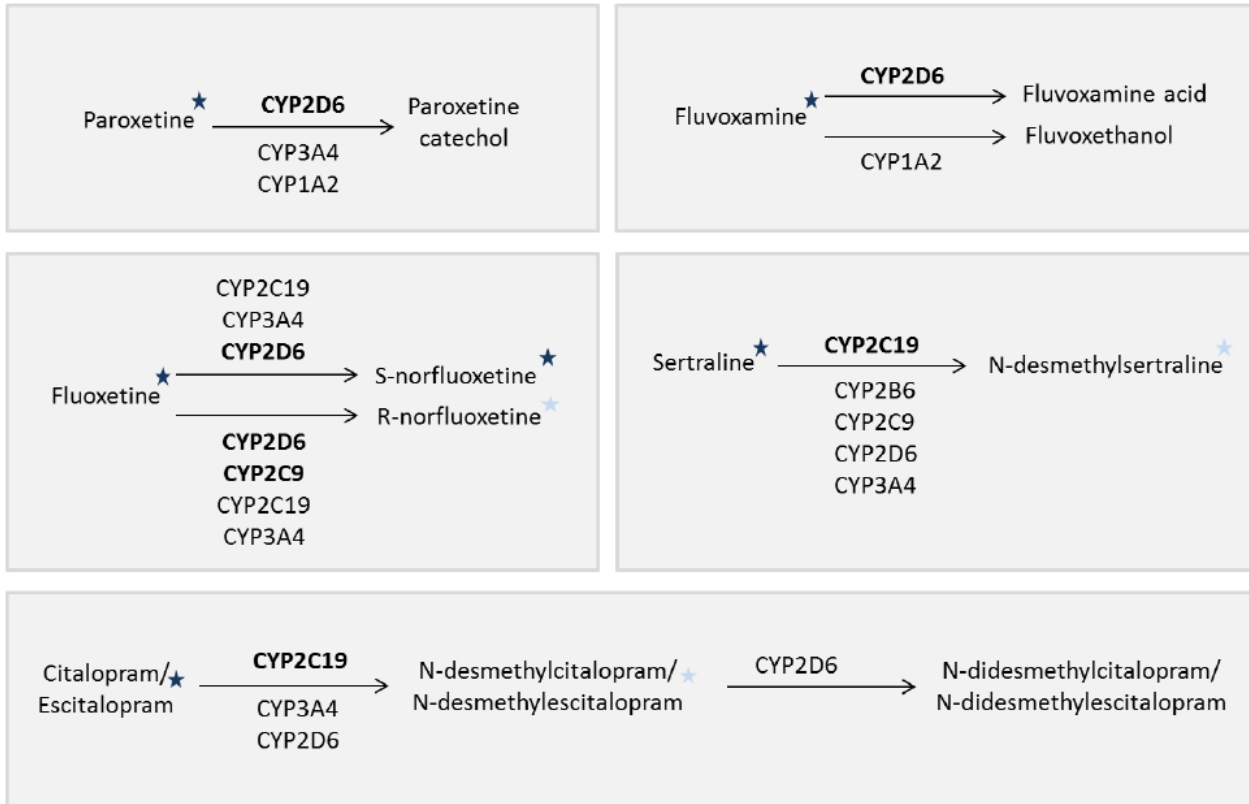 Paroxetine
CYP2D6
CYP3A4
CYP1A2
Paroxetine
catechol
Fluvoxamine
CYP2D6
Fluvoxamine acid
Fluvoxethanol
CYP1A2
CYP2C19
CYP3A4
CYP2D6
Fluoxetine
S-norfluoxetine
R-norfluoxetine
CYP2D6
CYP2C9
CYP2C19
CYP3A4
Sertraline
CYP2C19
N-desmethylsertraline
CYP2B6
CYP2C9
CYP2D6
CYP3A4
Citalopram/
Escitalopram
CYP2C19
CYP3A4
CYP2D6
N-desmethylcitalopram/
N-desmethylescitalopram
CYP2D6
N-didesmethylcitalopram/
N-didesmethylescitalopram